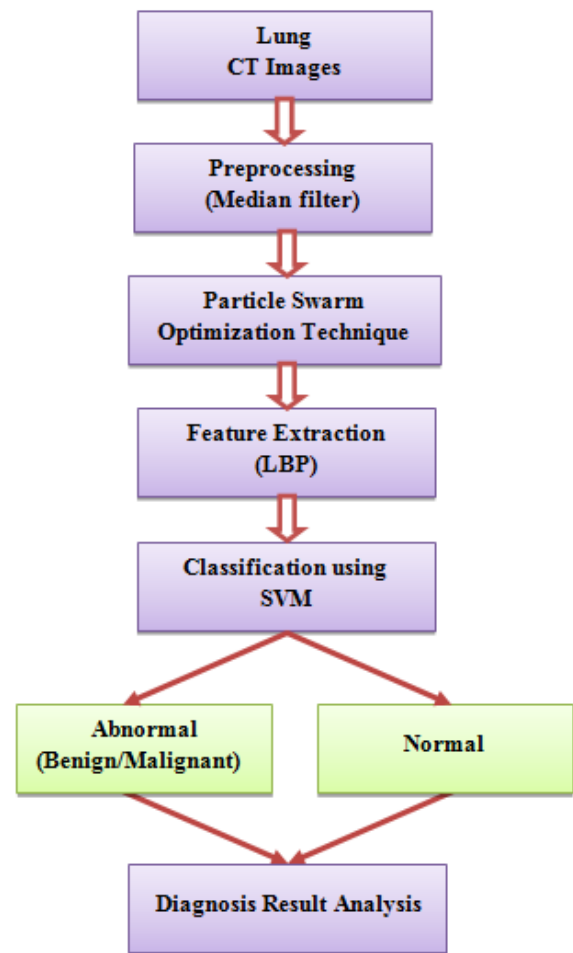 Lung
CT Images
Preprocessing
(Median filter)
Particle Swarm
Optimization Technique
Feature Extraction
(LBP)
Classification using
SVM
Abnormal
(Benign/Malignant)
Normal
Diagnosis Result Analysis